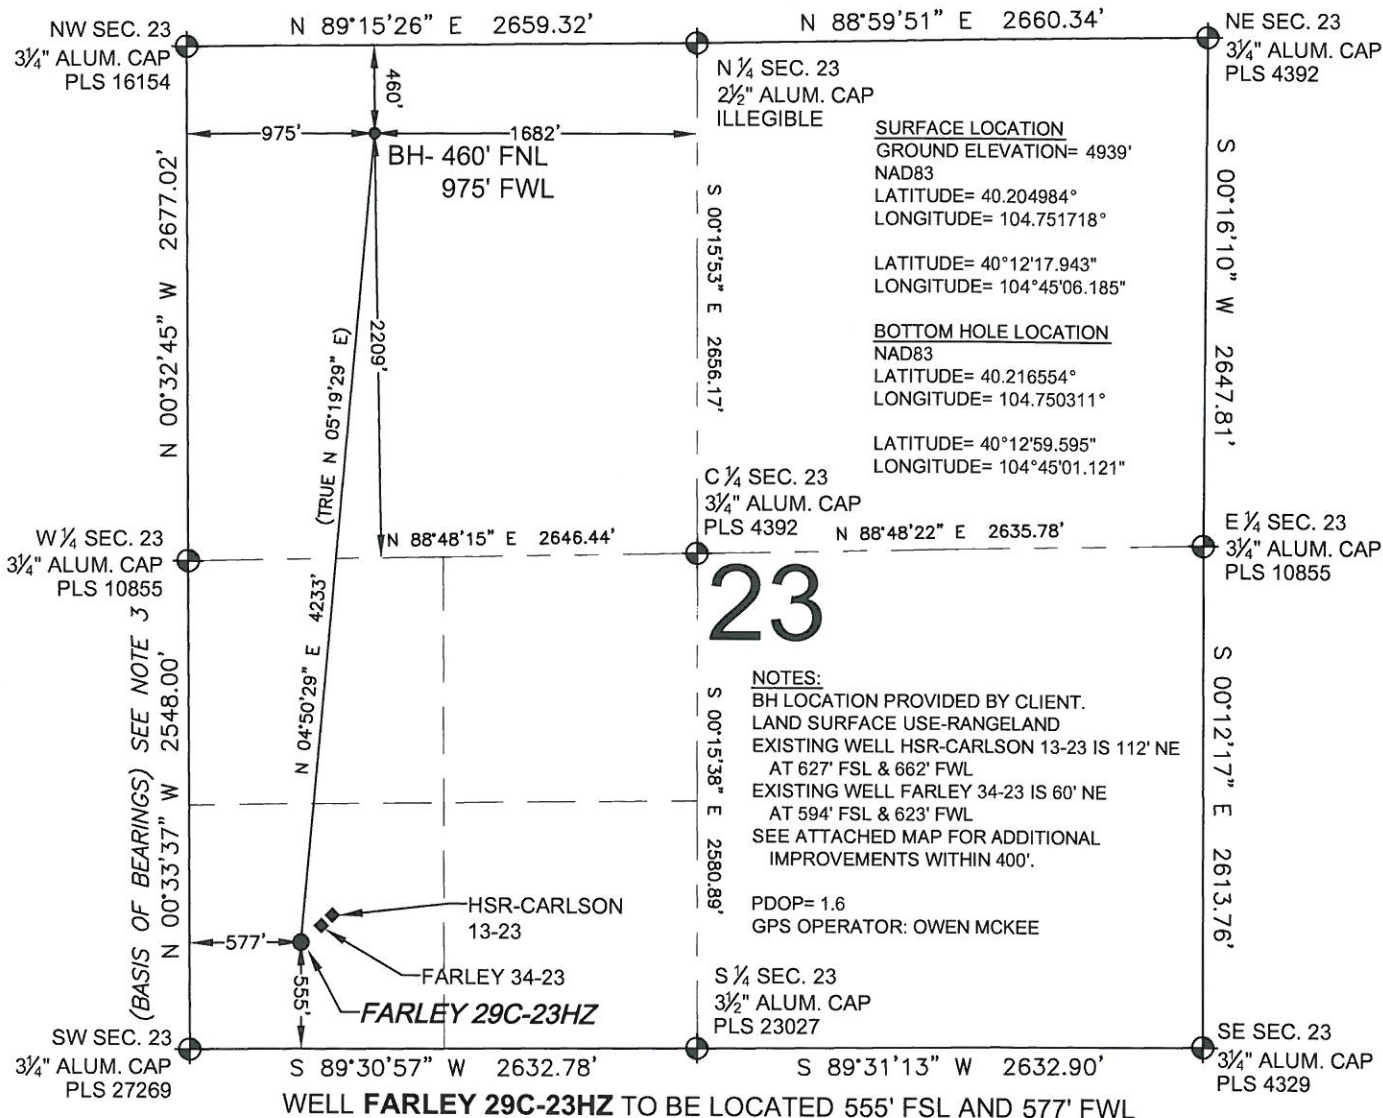 N 89°15'26" E 2659.32'
N 88°59'51" E 2660.34'
NW SEC. 23
3¼" ALUM. CAP
PLS 16154
NE SEC. 23
3¼" ALUM. CAP
PLS 4392
N ¼ SEC. 23
2½" ALUM. CAP
ILLEGIBLE
460'
975'
1682'
BH- 460' FNL
975' FWL
SURFACE LOCATION
GROUND ELEVATION= 4939'
NAD83
LATITUDE= 40.204984°
LONGITUDE= 104.751718°
LATITUDE= 40°12'17.943"
LONGITUDE= 104°45'06.185"
BOTTOM HOLE LOCATION
NAD83
LATITUDE= 40.216554°
LONGITUDE= 104.750311°
LATITUDE= 40°12'59.595"
LONGITUDE= 104°45'01.121"
N 00°32'45" W 2677.02'
S 00°15'53" E 2656.17'
S 00°16'10" W 2647.81'
2209'
(TRUE N 05°19'29" E)
N 04°50'29" E 4233'
C ¼ SEC. 23
3¼" ALUM. CAP
PLS 4392
W ¼ SEC. 23
3¼" ALUM. CAP
PLS 10855
N 88°48'15" E 2646.44'
N 88°48'22" E 2635.78'
E ¼ SEC. 23
3¼" ALUM. CAP
PLS 10855
23
(BASIS OF BEARINGS) SEE NOTE 3
N 00°33'37" W 2548.00'
S 00°15'38" E 2580.89'
S 00°12'17" E 2613.76'
NOTES:
BH LOCATION PROVIDED BY CLIENT.
LAND SURFACE USE-RANGELAND
EXISTING WELL HSR-CARLSON 13-23 IS 112' NE
AT 627' FSL & 662' FWL
EXISTING WELL FARLEY 34-23 IS 60' NE
AT 594' FSL & 623' FWL
SEE ATTACHED MAP FOR ADDITIONAL
IMPROVEMENTS WITHIN 400'.
PDOP= 1.6
GPS OPERATOR: OWEN MCKEE
HSR-CARLSON
13-23
577'
FARLEY 34-23
555'
FARLEY 29C-23HZ
S ¼ SEC. 23
3½" ALUM. CAP
PLS 23027
SW SEC. 23
3¼" ALUM. CAP
PLS 27269
SE SEC. 23
3¼" ALUM. CAP
PLS 4329
S 89°30'57" W 2632.78'
S 89°31'13" W 2632.90'
WELL FARLEY 29C-23HZ TO BE LOCATED 555' FSL AND 577' FWL